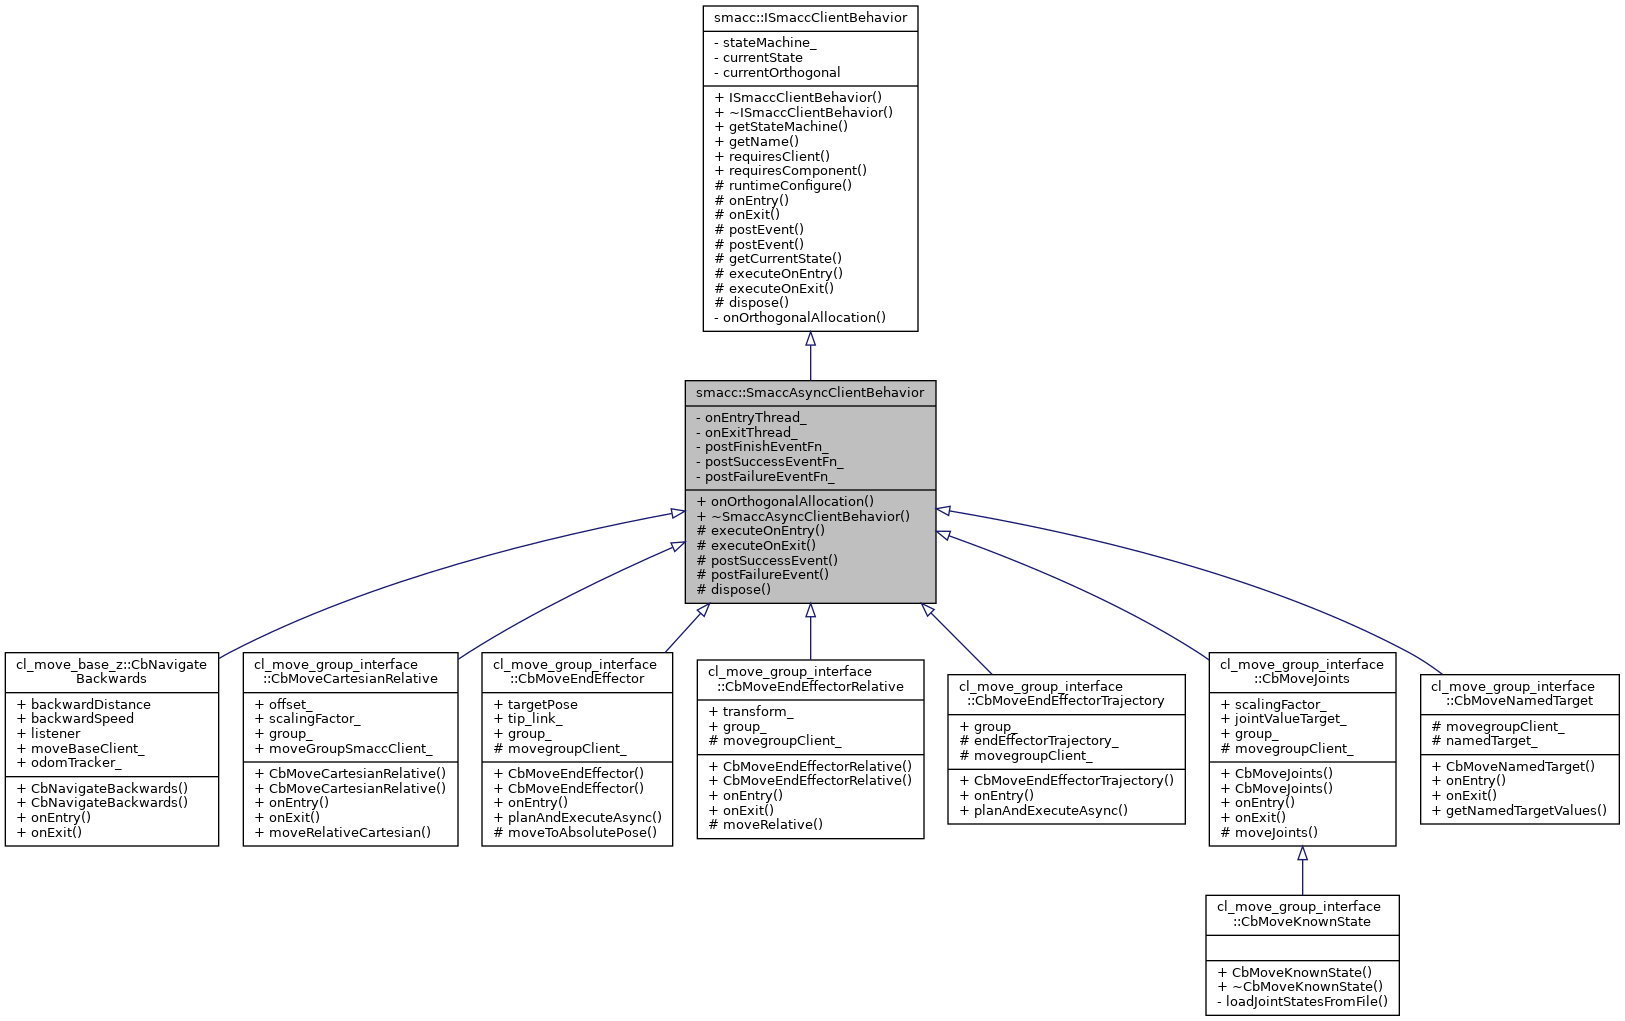 smacc::ISmaccClientBehavior
- stateMachine_
- currentState
- currentOrthogonal
+ ISmaccClientBehavior()
+ ~ISmaccClientBehavior()
+ getStateMachine()
+ getName()
+ requiresClient()
+ requiresComponent()
# runtimeConfigure()
# onEntry()
# onExit()
# postEvent()
# postEvent()
# getCurrentState()
# executeOnEntry()
# executeOnExit()
# dispose()
- onOrthogonalAllocation()
smacc::SmaccAsyncClientBehavior
- onEntryThread_
- onExitThread_
- postFinishEventFn_
- postSuccessEventFn_
- postFailureEventFn_
+ onOrthogonalAllocation()
+ ~SmaccAsyncClientBehavior()
# executeOnEntry()
# executeOnExit()
# postSuccessEvent()
# postFailureEvent()
# dispose()
cl_move_base_z::CbNavigate
Backwards
+ backwardDistance
+ backwardSpeed
+ listener
+ moveBaseClient_
+ odomTracker_
+ CbNavigateBackwards()
+ CbNavigateBackwards()
+ onEntry()
+ onExit()
cl_move_group_interface
::CbMoveCartesianRelative
+ offset_
+ scalingFactor_
+ group_
+ moveGroupSmaccClient_
+ CbMoveCartesianRelative()
+ CbMoveCartesianRelative()
+ onEntry()
+ onExit()
+ moveRelativeCartesian()
cl_move_group_interface
::CbMoveEndEffector
+ targetPose
+ tip_link_
+ group_
# movegroupClient_
+ CbMoveEndEffector()
+ CbMoveEndEffector()
+ onEntry()
+ planAndExecuteAsync()
# moveToAbsolutePose()
cl_move_group_interface
::CbMoveEndEffectorRelative
+ transform_
+ group_
# movegroupClient_
+ CbMoveEndEffectorRelative()
+ CbMoveEndEffectorRelative()
+ onEntry()
+ onExit()
# moveRelative()
cl_move_group_interface
::CbMoveEndEffectorTrajectory
+ group_
# endEffectorTrajectory_
# movegroupClient_
+ CbMoveEndEffectorTrajectory()
+ onEntry()
+ planAndExecuteAsync()
cl_move_group_interface
::CbMoveJoints
+ scalingFactor_
+ jointValueTarget_
+ group_
# movegroupClient_
+ CbMoveJoints()
+ CbMoveJoints()
+ onEntry()
+ onExit()
# moveJoints()
cl_move_group_interface
::CbMoveNamedTarget
# movegroupClient_
# namedTarget_
+ CbMoveNamedTarget()
+ onEntry()
+ onExit()
+ getNamedTargetValues()
cl_move_group_interface
::CbMoveKnownState
+ CbMoveKnownState()
+ ~CbMoveKnownState()
- loadJointStatesFromFile()